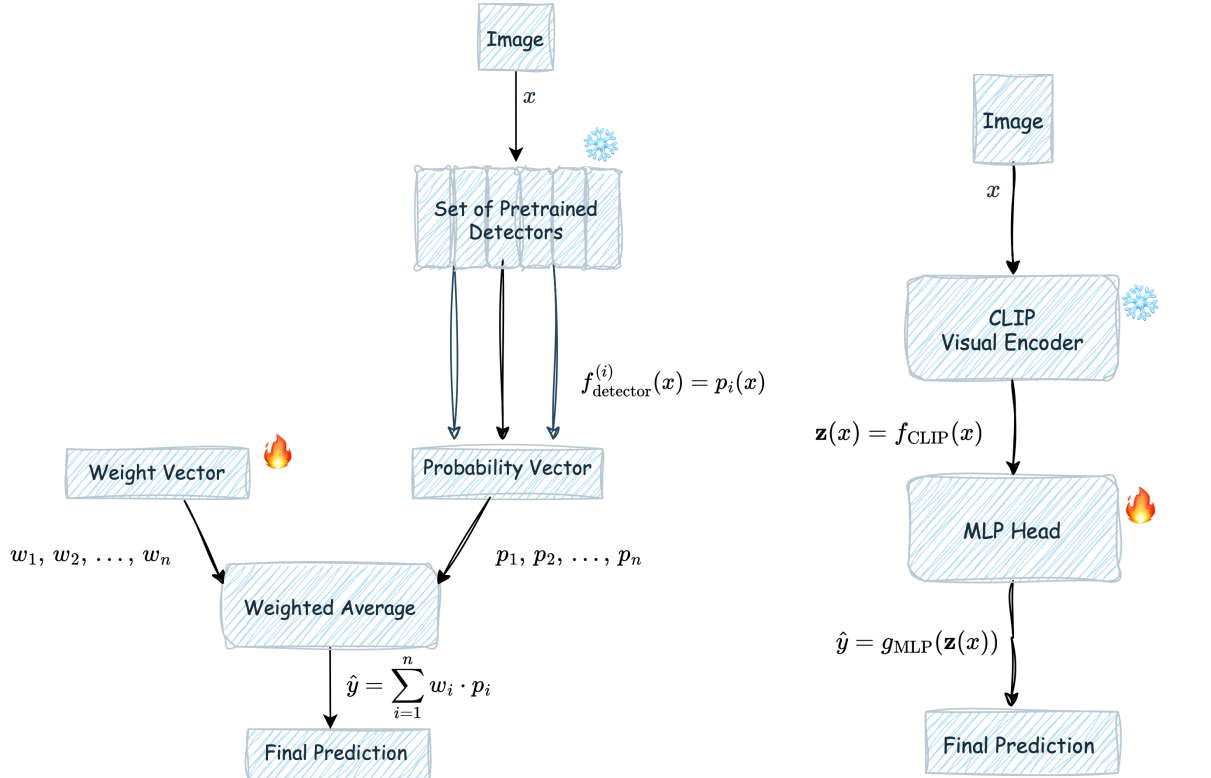 Image
x
Set of Pretrained
Detectors
f_detector^(i)(x) = p_i(x)
Weight Vector
Probability Vector
w_1, w_2, ..., w_n
p_1, p_2, ..., p_n
Weighted Average
ŷ = ∑_{i=1}^{n} w_i · p_i
Final Prediction
Image
x
CLIP
Visual Encoder
𝐳(x) = f_CLIP(x)
MLP Head
ŷ = g_MLP(𝐳(x))
Final Prediction